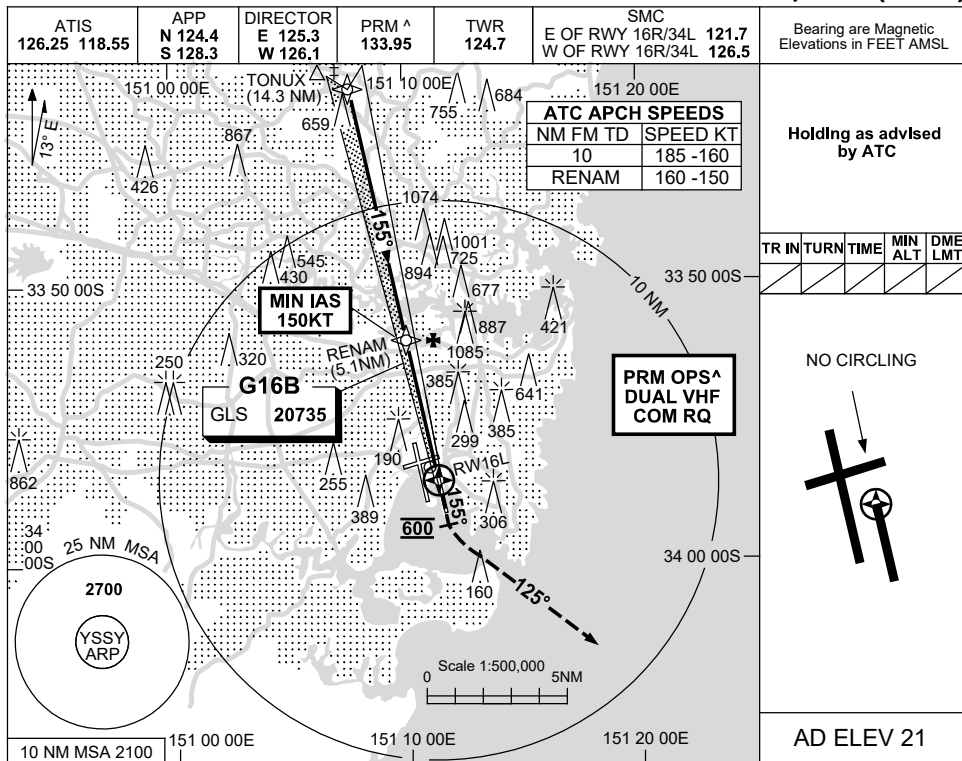 ATIS
126.25 118.55
APP
N 124.4
S 128.3
DIRECTOR
E 125.3
W 126.1
PRM ^
133.95
TWR
124.7
SMC
E OF RWY 16R/34L 121.7
W OF RWY 16R/34L 126.5
Bearing are Magnetic
Elevations in FEET AMSL
151 00 00E
TONUX
(14.3 NM)
151 10 00E
151 20 00E
13° E
659
755
684
867
426
ATC APCH SPEEDS
NM FM TD SPEED KT
10 185 -160
RENAM 160 -150
Holding as advised
by ATC
TR IN TURN TIME MIN ALT DME LMT
1074
155°
1001
725
545
430
894
677
33 50 00S
33 50 00S
10 NM
MIN IAS
150KT
887
421
1085
RENAM
(5.1NM)
320
250
385
641
G16B
GLS 20735
385
299
190
PRM OPS^
DUAL VHF
COM RQ
NO CIRCLING
RW16L
862
255
389
306
155°
600
34
00
00S
34 00 00S
25 NM MSA
2700
160
125°
YSSY
ARP
Scale 1:500,000
0 5NM
10 NM MSA 2100
151 00 00E
151 10 00E
151 20 00E
AD ELEV 21